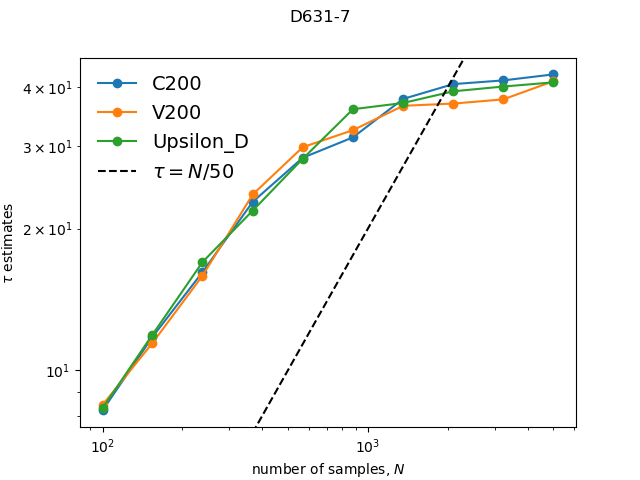 D631-7
C200
V200
Upsilon_D
τ = N/50
4 × 10¹
3 × 10¹
2 × 10¹
10¹
τ estimates
10²
10³
number of samples, N